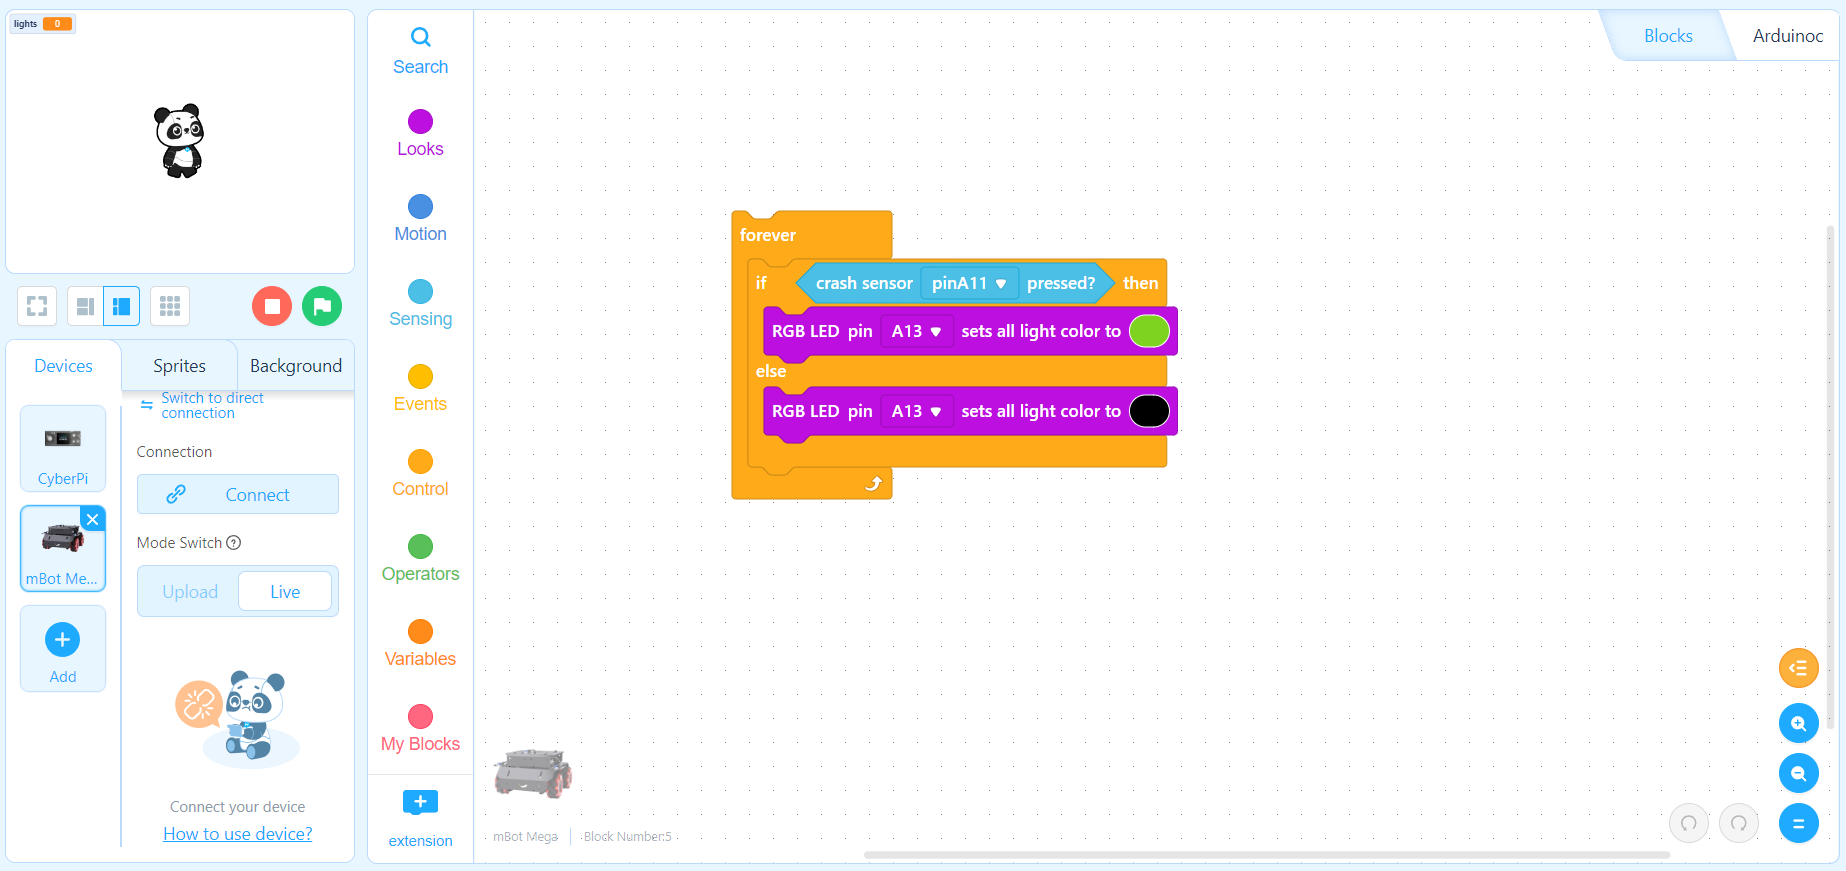 lights 0
Devices
Sprites
Background
Switch to direct
connection
Connection
Connect
Mode Switch ?
Upload
Live
CyberPi
mBot Me...
Add
Connect your device
How to use device?
Search
Looks
Motion
Sensing
Events
Control
Operators
Variables
My Blocks
extension
Blocks
Arduinoc
forever
if crash sensor pinA11 pressed? then
RGB LED pin A13 sets all light color to
else
RGB LED pin A13 sets all light color to
mBot Mega
Block Number:5